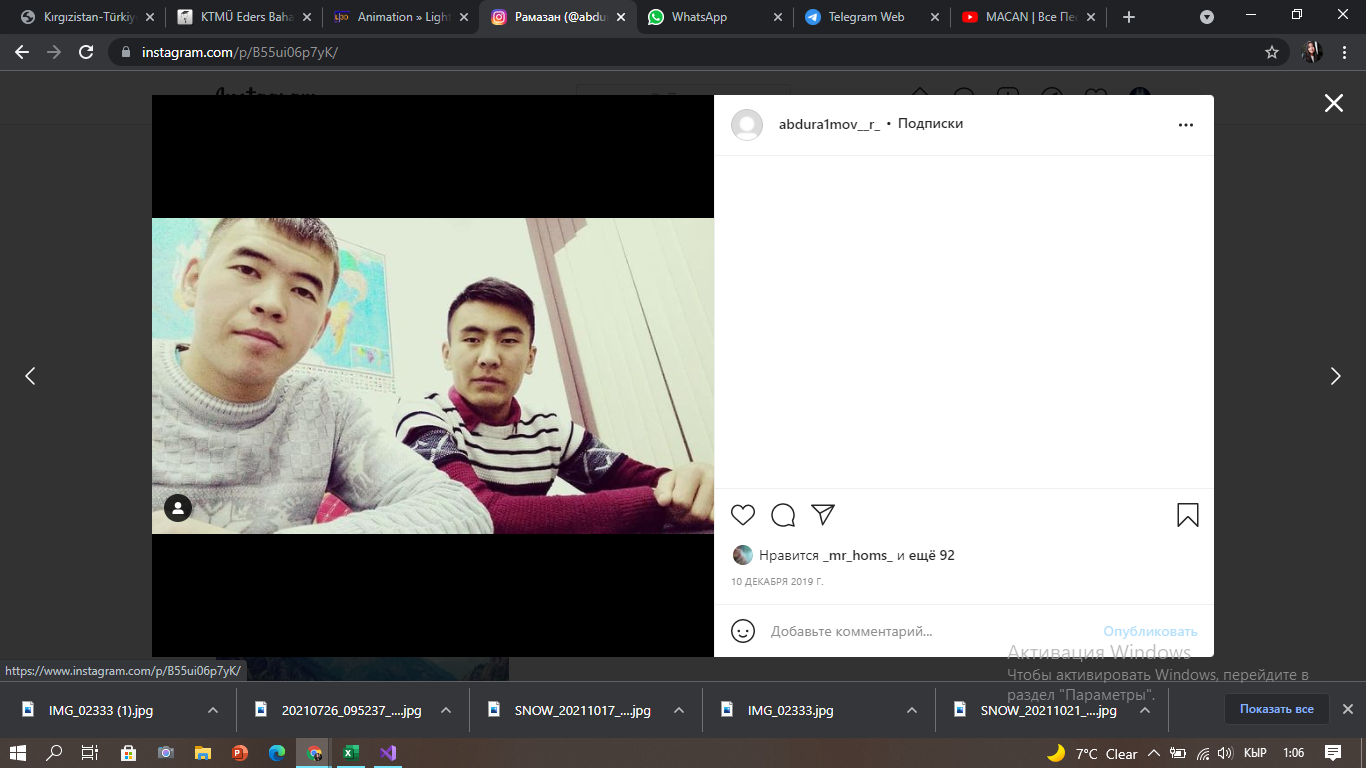 Kırgızistan-Türkiy
KTMÜ Eders Baha
Animation » Light
Рамазан (@abdu
WhatsApp
Telegram Web
MACAN | Все Пе
instagram.com/p/B55ui06p7yK/
abdura1mov__r_ • Подписки
Нравится _mr_homs_ и ещё 92
10 ДЕКАБРЯ 2019 Г.
Добавьте комментарий...
Опубликовать
Активация Windows
Чтобы активировать Windows, перейдите в
раздел "Параметры".
https://www.instagram.com/p/B55ui06p7yK/
IMG_02333 (1).jpg
20210726_095237_....jpg
SNOW_20211017_....jpg
IMG_02333.jpg
SNOW_20211021_....jpg
Показать все
7°C Clear
КЫР
1:06